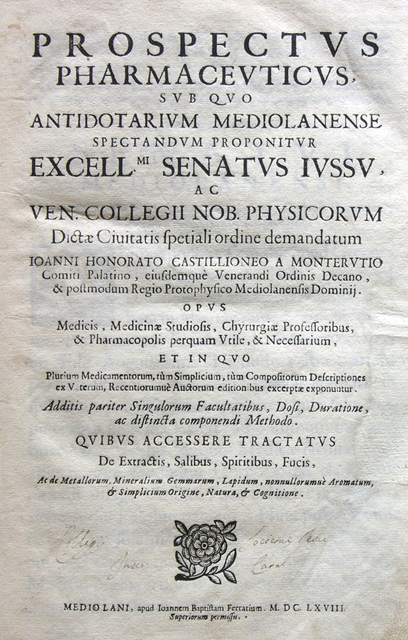 PROSPECTVS
PHARMACEVTICVS,
SVB QVO
ANTIDOTARIVM MEDIOLANENSE
SPECTANDVM PROPONITVR
EXCELL.MI SENATVS IVSSV,
AC
VEN. COLLEGII NOB. PHYSICORVM
Dictæ Ciuitatis spetiali ordine demandatum
IOANNI HONORATO CASTILLIONEO A MONTERVTIO
Comiti Palatino, eiusdemquè Venerandi Ordinis Decano,
& postmodum Regio Protophysico Mediolanensis Dominij.
OPVS
Medicis, Medicinæ Studiosis, Chyrurgiæ Professoribus,
& Pharmacopolis perquam Vtile, & Necessarium,
ET IN QVO
Plurium Medicamentorum, tùm Simplicium, tùm Compositorum Descriptiones
ex Veterum, Recentiorumuè Auctorum editionibus excerptæ exponuntur.
Additis pariter Singulorum Facultatibus, Dosi, Duratione,
ac distincta componendi Methodo.
QVIBVS ACCESSERE TRACTATVS
De Extractis, Salibus, Spiritibus, Fucis,
Ac de Metallorum, Mineralium Gemmarum, Lapidum, nonnullorumuè Aromatum,
& Simplicium Origine, Natura, & Cognitione.
MEDIOLANI, apud Ioannem Baptistam Ferrarium. M. DC. LXVIII.
Superiorum permissu.